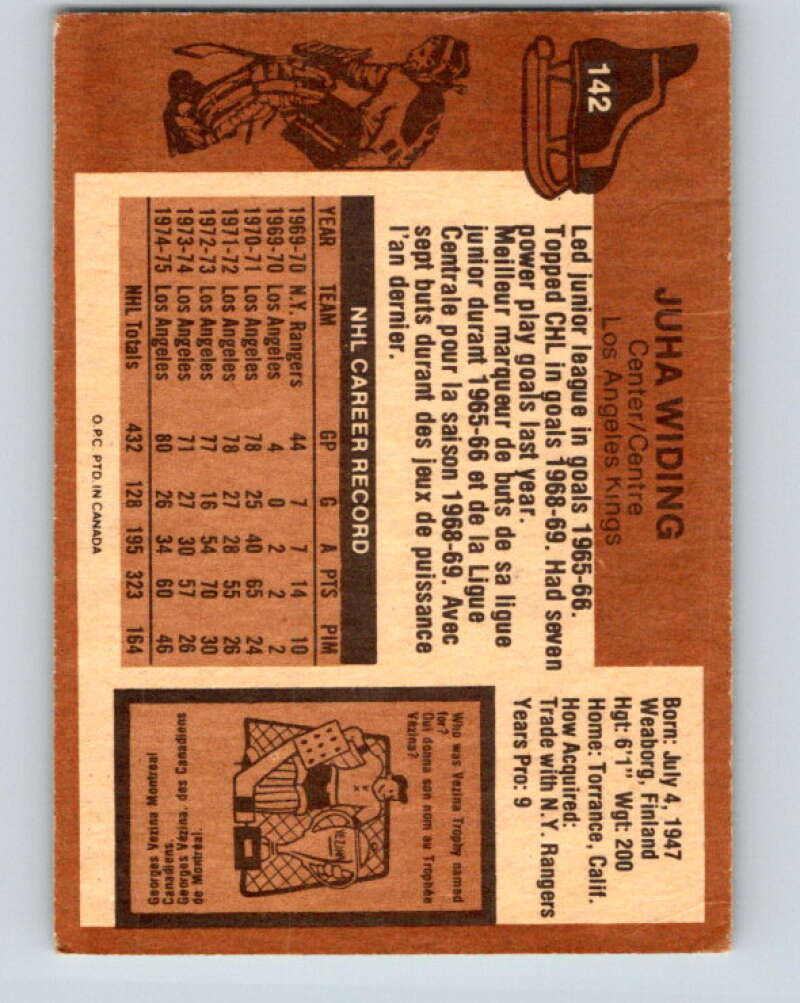 142
JUHA WIDING
Center/Centre
Los Angeles Kings
Born: July 4, 1947
Weaborg, Finland
Hgt: 6'1" Wgt: 200
Home: Torrance, Calif.
How Acquired:
Trade with N.Y. Rangers
Years Pro: 9
Led junior league in goals 1965-66.
Topped CHL in goals 1968-69. Had seven
power play goals last year.
Meilleur marqueur de buts de sa ligue
junior durant 1965-66 et de la Ligue
Centrale pour la saison 1968-69. Avec
sept buts durant des jeux de puissance
l'an dernier.
NHL CAREER RECORD
YEAR TEAM GP G A PTS PIM
1969-70 N.Y. Rangers 44 7 7 14 10
1969-70 Los Angeles 4 0 2 2 2
1970-71 Los Angeles 78 25 40 65 24
1971-72 Los Angeles 78 27 28 55 26
1972-73 Los Angeles 77 16 54 70 30
1973-74 Los Angeles 71 27 30 57 26
1974-75 Los Angeles 80 26 34 60 46
NHL Totals 432 128 195 323 164
Who was Vezina Trophy named
for?
Qui donna son nom au Trophée
Vézina?
VEZINA
Georges Vezina Montreal
Canadiens.
Georges Vezina des Canadiens
de Montréal.
O.P.C. PTD. IN CANADA